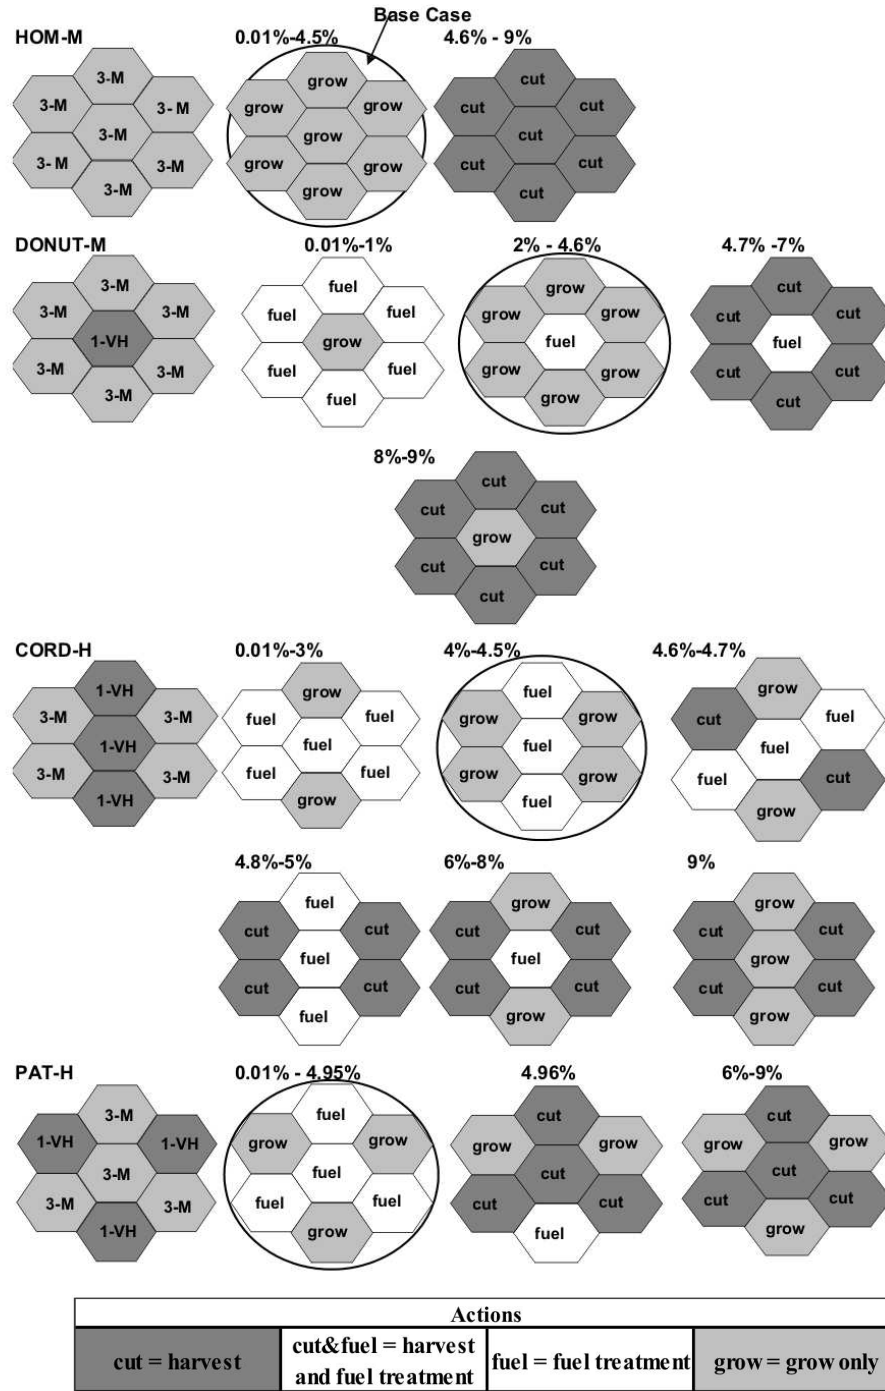 Base Case
HOM-M 0.01%-4.5% 4.6% - 9%
3-M grow cut
3-M 3- M grow grow cut cut
3-M grow cut
3- M 3-M grow grow cut cut
3-M grow cut
DONUT-M 0.01%-1% 2% - 4.6% 4.7% -7%
3-M fuel grow cut
3-M 3-M fuel fuel grow grow cut cut
1-VH grow fuel fuel
3-M 3-M fuel fuel grow grow cut cut
3-M fuel grow cut
8%-9%
cut
cut cut
grow
cut cut
cut
CORD-H 0.01%-3% 4%-4.5% 4.6%-4.7%
1-VH grow fuel grow
3-M 3-M fuel fuel grow grow cut fuel
1-VH fuel fuel fuel
3-M 3-M fuel fuel grow grow fuel cut
1-VH grow fuel grow
4.8%-5% 6%-8% 9%
fuel grow grow
cut cut cut cut cut cut
fuel fuel grow
cut cut cut cut cut cut
fuel grow grow
PAT-H 0.01% - 4.95% 4.96% 6%-9%
3-M fuel cut cut
1-VH 1-VH grow grow grow grow grow grow
3-M fuel cut cut
3-M 3-M fuel fuel cut cut cut cut
1-VH grow fuel grow
Actions
cut = harvest cut&fuel = harvest and fuel treatment fuel = fuel treatment grow = grow only